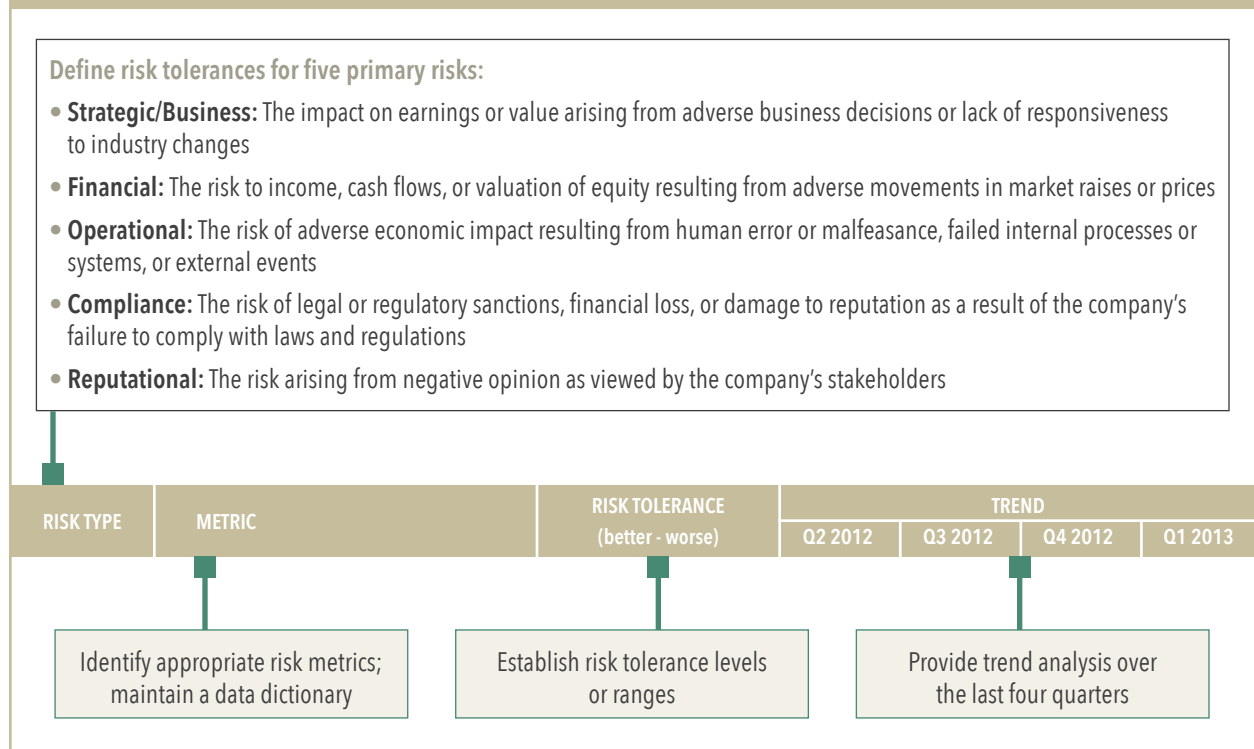 Define risk tolerances for five primary risks:
• Strategic/Business: The impact on earnings or value arising from adverse business decisions or lack of responsiveness
to industry changes
• Financial: The risk to income, cash flows, or valuation of equity resulting from adverse movements in market raises or prices
• Operational: The risk of adverse economic impact resulting from human error or malfeasance, failed internal processes or
systems, or external events
• Compliance: The risk of legal or regulatory sanctions, financial loss, or damage to reputation as a result of the company’s
failure to comply with laws and regulations
• Reputational: The risk arising from negative opinion as viewed by the company’s stakeholders
RISK TYPE
METRIC
RISK TOLERANCE
(better - worse)
TREND
Q2 2012
Q3 2012
Q4 2012
Q1 2013
Identify appropriate risk metrics;
maintain a data dictionary
Establish risk tolerance levels
or ranges
Provide trend analysis over
the last four quarters